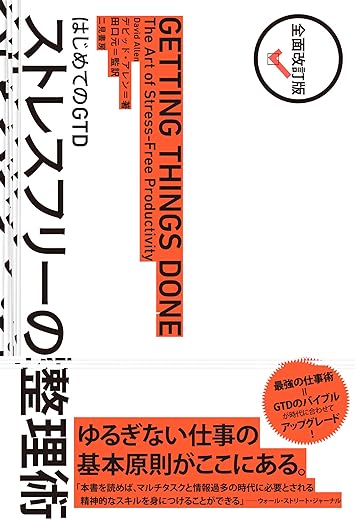 全面改訂版
GETTING THINGS DONE
The Art of Stress-Free Productivity
David Allen
デビッド・アレン=著
田口元=監訳
二見書房
はじめてのGTD
ストレスフリーの整理術
最強の仕事術
=
GTDのバイブル
が時代に合わせて
アップグレード
!
ゆるぎない仕事の
基本原則がここにある。
「本書を読めば、マルチタスクと情報過多の時代に必要とされる
精神的なスキルを身につけることができる」──ウォール・ストリート・ジャーナル